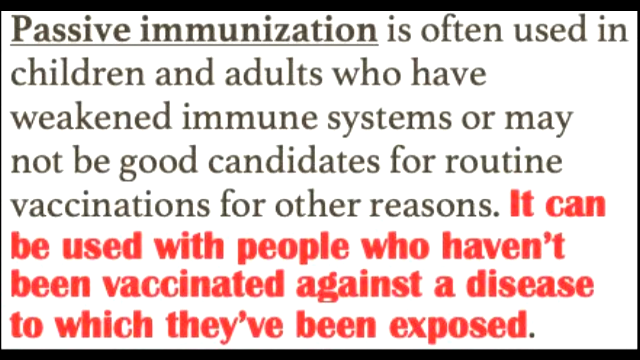 Passive immunization is often used in
children and adults who have
weakened immune systems or may
not be good candidates for routine
vaccinations for other reasons. It can
be used with people who haven't
been vaccinated against a disease
to which they've been exposed.